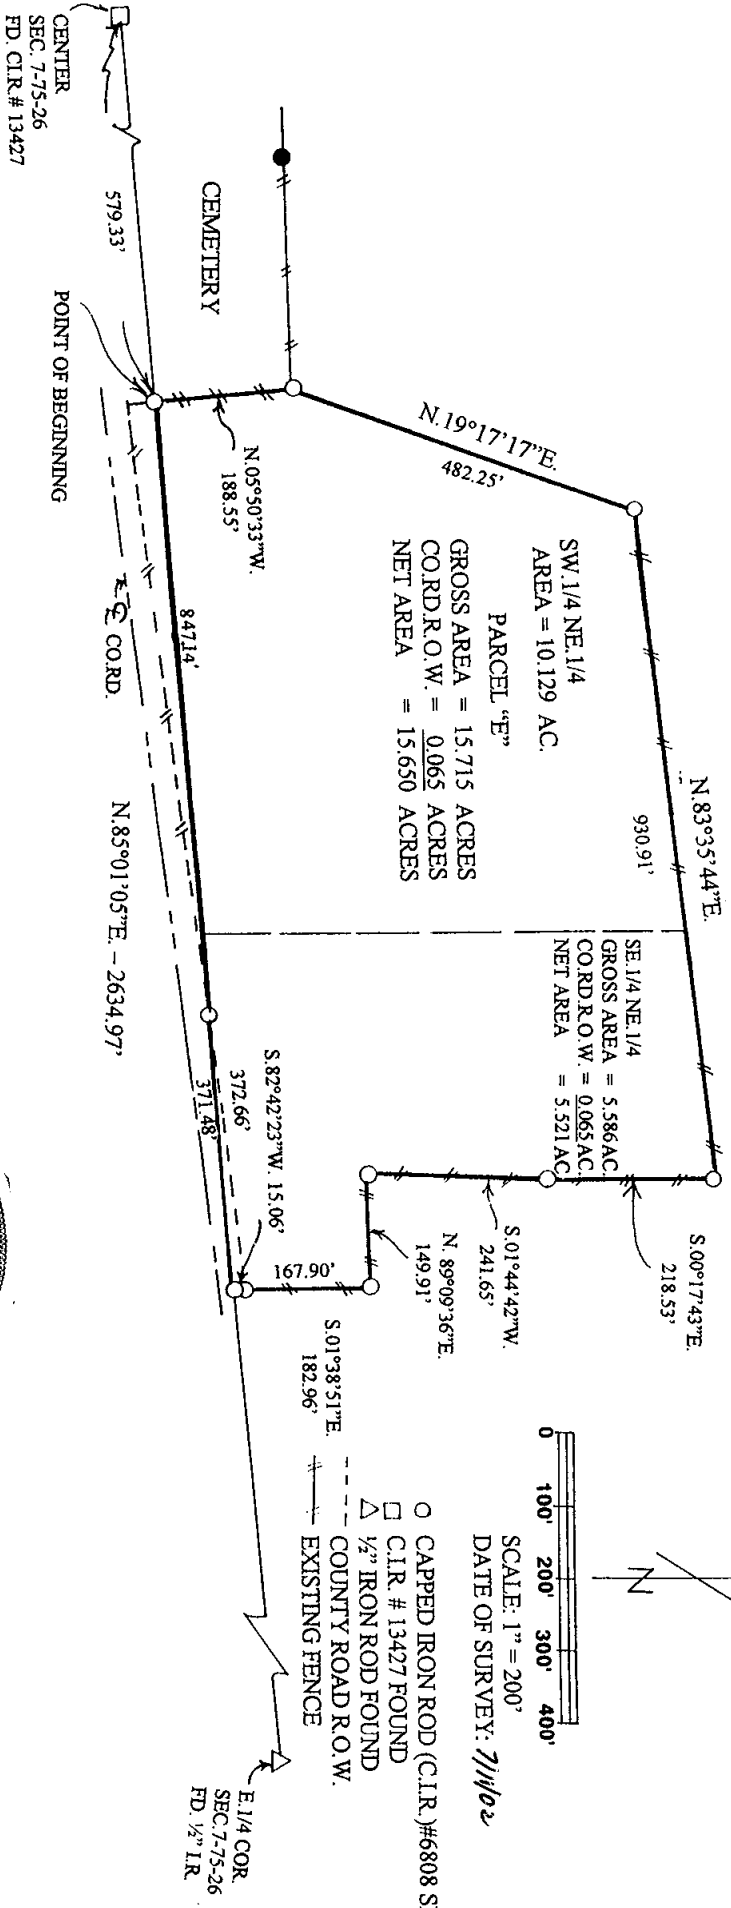 CENTER
SEC. 7-75-26
FD. C.I.R. # 13427
579.33'
CEMETERY
POINT OF BEGINNING
N.05°50'33"W.
188.55'
N.19°17'17"E.
482.25'
SW.1/4 NE.1/4
AREA = 10.129 AC.
PARCEL "E"
GROSS AREA = 15.715 ACRES
CO.RD.R.O.W. = 0.065 ACRES
NET AREA = 15.650 ACRES
847.14'
℄ CO.RD.
N.85°01'05"E. – 2634.97'
N.83°35'44"E.
930.91'
SE.1/4 NE.1/4
GROSS AREA = 5.586 AC.
CO.RD.R.O.W. = 0.065 AC.
NET AREA = 5.521 AC.
S.82°42'23"W. 15.06'
372.66'
371.48'
S.00°17'43"E.
218.53'
S.01°44'42"W.
241.65'
N. 89°09'36"E.
149.91'
167.90'
S.01°38'51"E.
182.96'
0 100' 200' 300' 400'
N
SCALE: 1" = 200'
DATE OF SURVEY: 7/11/02
CAPPED IRON ROD (C.I.R.)#6808 S
C.I.R. # 13427 FOUND
½" IRON ROD FOUND
COUNTY ROAD R.O.W.
EXISTING FENCE
E.1/4 COR.
SEC.7-75-26
FD. ½" I.R.